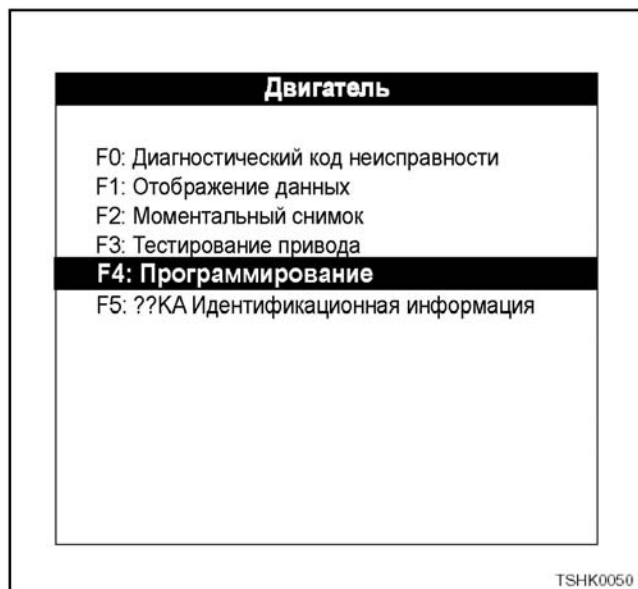 Двигатель
F0: Диагностический код неисправности
F1: Отображение данных
F2: Моментальный снимок
F3: Тестирование привода
F4: Программирование
F5: ??KA Идентификационная информация
TSHK0050